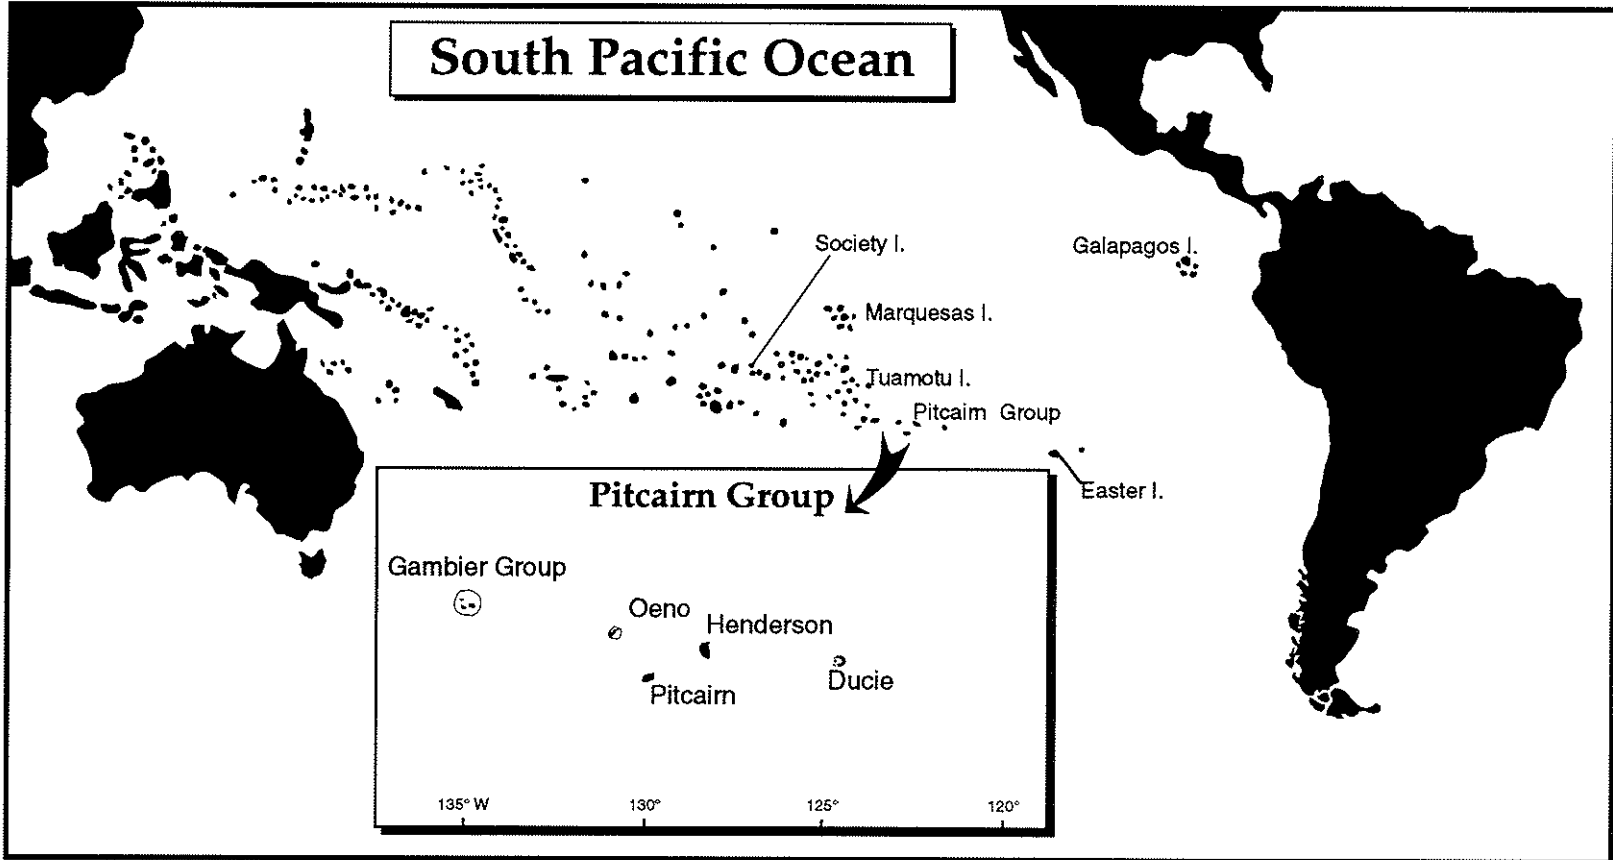 South Pacific Ocean
Society I.
Galapagos I.
Marquesas I.
Tuamotu I.
Pitcairn Group
Easter I.
Pitcairn Group
Gambier Group
Oeno
Henderson
Pitcairn
Ducie
135° W 130° 125° 120°